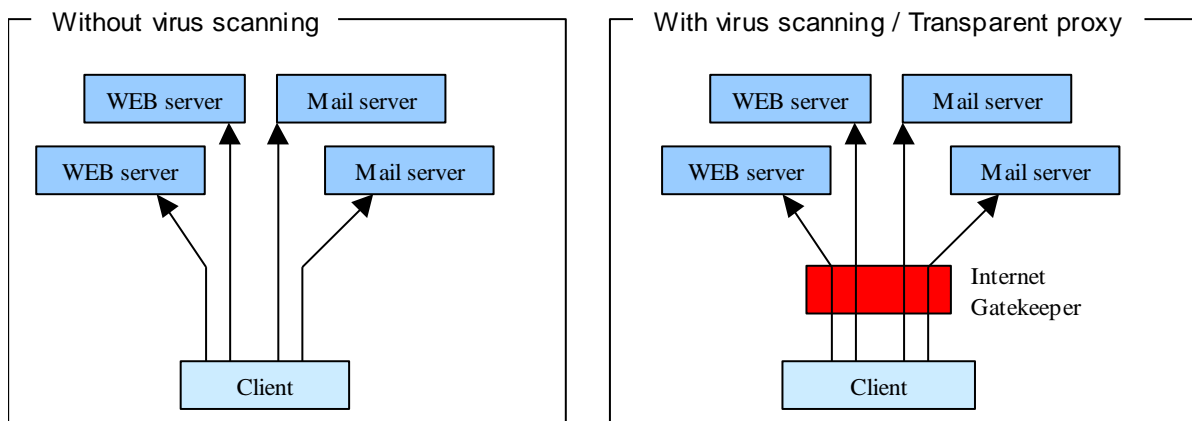 Without virus scanning
WEB server
Mail server
WEB server
Mail server
Client
With virus scanning / Transparent proxy
WEB server
Mail server
WEB server
Mail server
Internet
Gatekeeper
Client